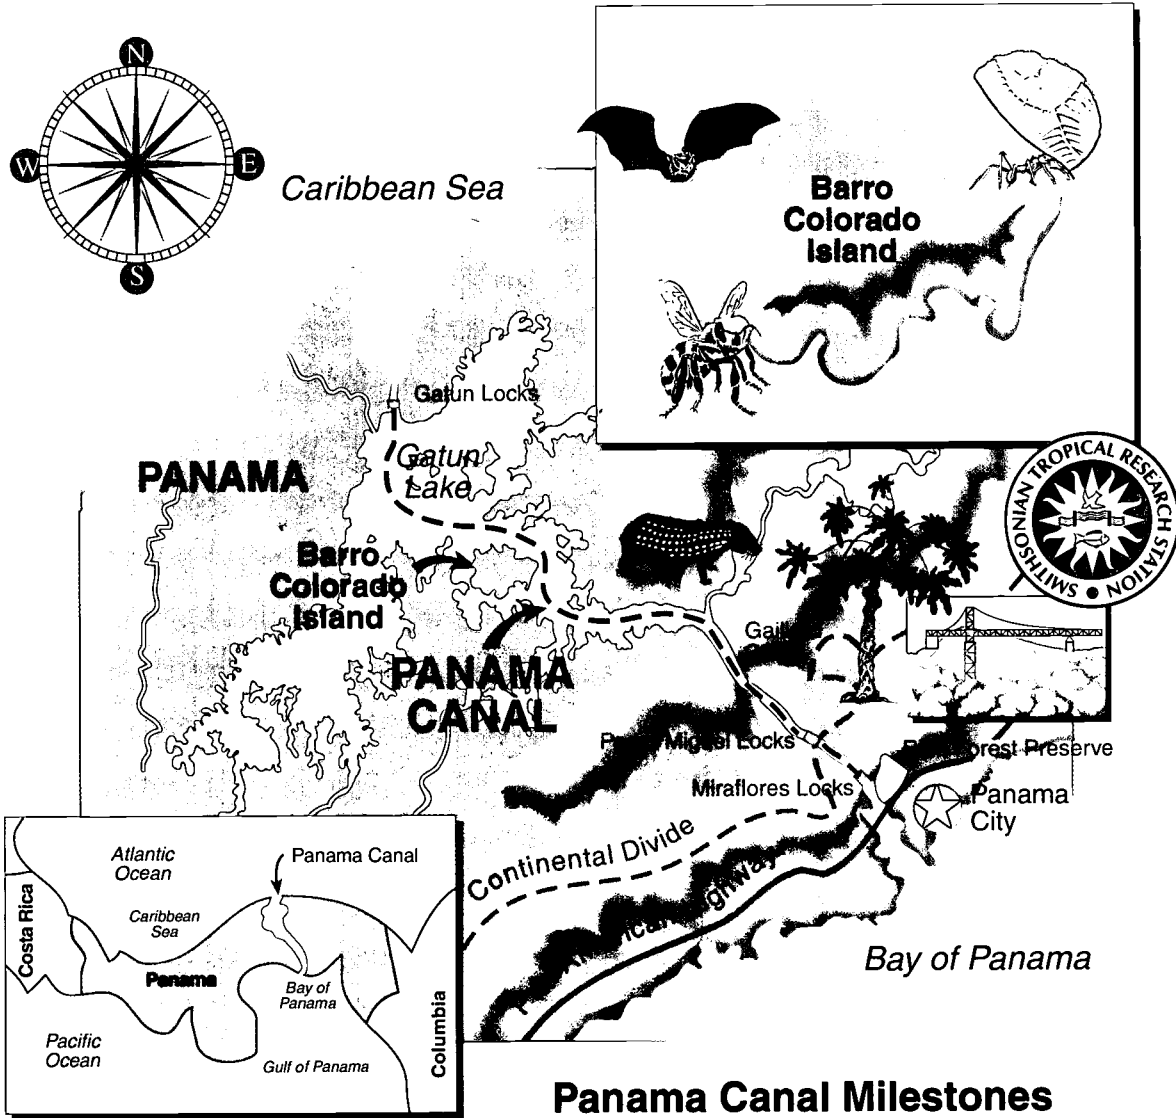 N
W
E
S
Caribbean Sea
Barro
Colorado
Island
Gatun Locks
Gatun
Lake
PANAMA
SMITHSONIAN TROPICAL RESEARCH STATION
Barro
Colorado
Island
PANAMA
CANAL
Miguel Locks
Forest Preserve
Miraflores Locks
Panama
City
Continental Divide
Bay of Panama
Atlantic
Ocean
Panama Canal
Caribbean
Sea
Costa Rica
Panama
Bay of
Panama
Columbia
Pacific
Ocean
Gulf of Panama
Panama Canal Milestones